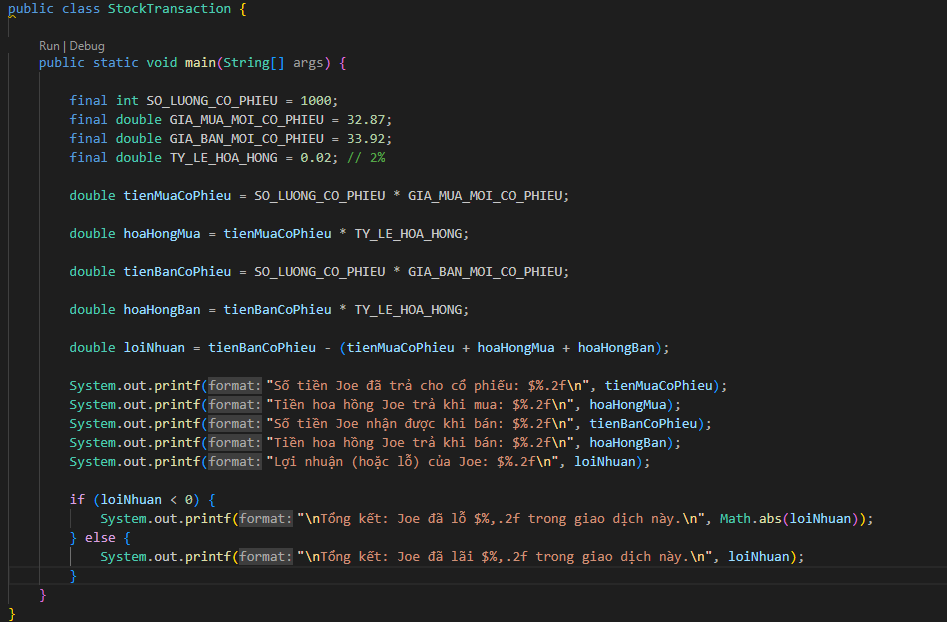 public class StockTransaction {
Run | Debug
public static void main(String[] args) {
final int SO_LUONG_CO_PHIEU = 1000;
final double GIA_MUA_MOI_CO_PHIEU = 32.87;
final double GIA_BAN_MOI_CO_PHIEU = 33.92;
final double TY_LE_HOA_HONG = 0.02; // 2%
double tienMuaCoPhieu = SO_LUONG_CO_PHIEU * GIA_MUA_MOI_CO_PHIEU;
double hoaHongMua = tienMuaCoPhieu * TY_LE_HOA_HONG;
double tienBanCoPhieu = SO_LUONG_CO_PHIEU * GIA_BAN_MOI_CO_PHIEU;
double hoaHongBan = tienBanCoPhieu * TY_LE_HOA_HONG;
double loiNhuan = tienBanCoPhieu - (tienMuaCoPhieu + hoaHongMua + hoaHongBan);
System.out.printf(format:"Số tiền Joe đã trả cho cổ phiếu: $%.2f\n", tienMuaCoPhieu);
System.out.printf(format:"Tiền hoa hồng Joe trả khi mua: $%.2f\n", hoaHongMua);
System.out.printf(format:"Số tiền Joe nhận được khi bán: $%.2f\n", tienBanCoPhieu);
System.out.printf(format:"Tiền hoa hồng Joe trả khi bán: $%.2f\n", hoaHongBan);
System.out.printf(format:"Lợi nhuận (hoặc lỗ) của Joe: $%.2f\n", loiNhuan);
if (loiNhuan < 0) {
System.out.printf(format:"\nTổng kết: Joe đã lỗ $%,.2f trong giao dịch này.\n", Math.abs(loiNhuan));
} else {
System.out.printf(format:"\nTổng kết: Joe đã lãi $%,.2f trong giao dịch này.\n", loiNhuan);
}
}
}